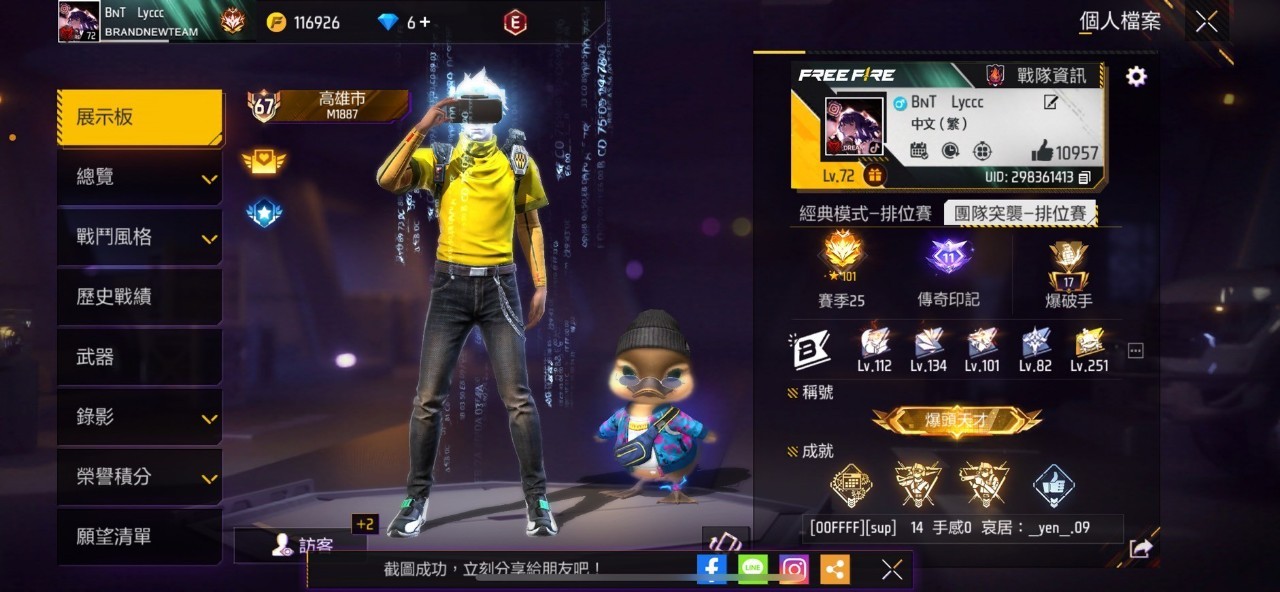 BNT Lyccc
72
BRANDNEWTEAM
116926
6+
E
個人檔案
展示板
總覽
戰鬥風格
歷史戰績
武器
錄影
榮譽積分
願望清單
67
高雄市
M1887
FREE FIRE
戰隊資訊
BNT Lyccc
中文(繁)
10957
Lv.72
UID: 298361413
經典模式-排位賽
團隊突襲-排位賽
101
11
17
賽季25
傳奇印記
爆破手
B
Lv.112
Lv.134
Lv.101
Lv.82
Lv.251
稱號
爆頭天才
成就
[00FFFF][sup] 14 手感0 哀居：__yen__.09
+2
訪客
截圖成功，立刻分享給朋友吧！
LINE